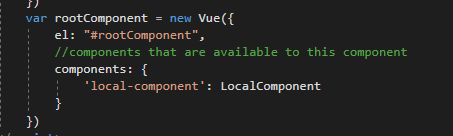 })
var rootComponent = new Vue({
el: "#rootComponent",
//components that are available to this component
components: {
'local-component': LocalComponent
}
})